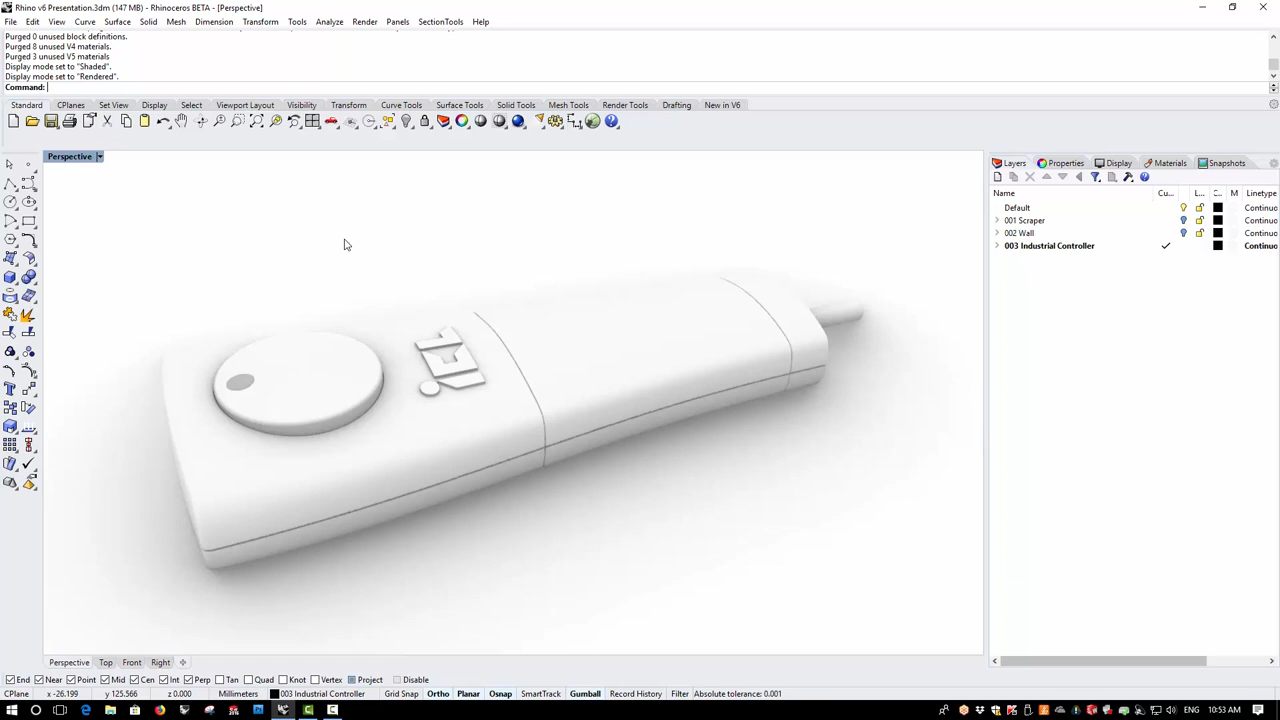 Rhino v6 Presentation.3dm (147 MB) - Rhinoceros BETA - [Perspective]
File Edit View Curve Surface Solid Mesh Dimension Transform Tools Analyze Render Panels SectionTools Help
Purged 0 unused block definitions.
Purged 8 unused V4 materials.
Purged 3 unused V5 materials
Display mode set to "Shaded".
Display mode set to "Rendered".
Command:
Standard CPlanes Set View Display Select Viewport Layout Visibility Transform Curve Tools Surface Tools Solid Tools Mesh Tools Render Tools Drafting New in V6
Perspective
Layers Properties Display Materials Snapshots
Name Cu... L... C... M Linetype
Default Continuo
001 Scraper Continuo
002 Wall Continuo
003 Industrial Controller Continuo
Perspective Top Front Right
End Near Point Mid Cen Int Perp Tan Quad Knot Vertex Project Disable
CPlane x -26.199 y 125.566 z 0.000 Millimeters 003 Industrial Controller Grid Snap Ortho Planar Osnap SmartTrack Gumball Record History Filter Absolute tolerance: 0.001
ENG 10:53 AM